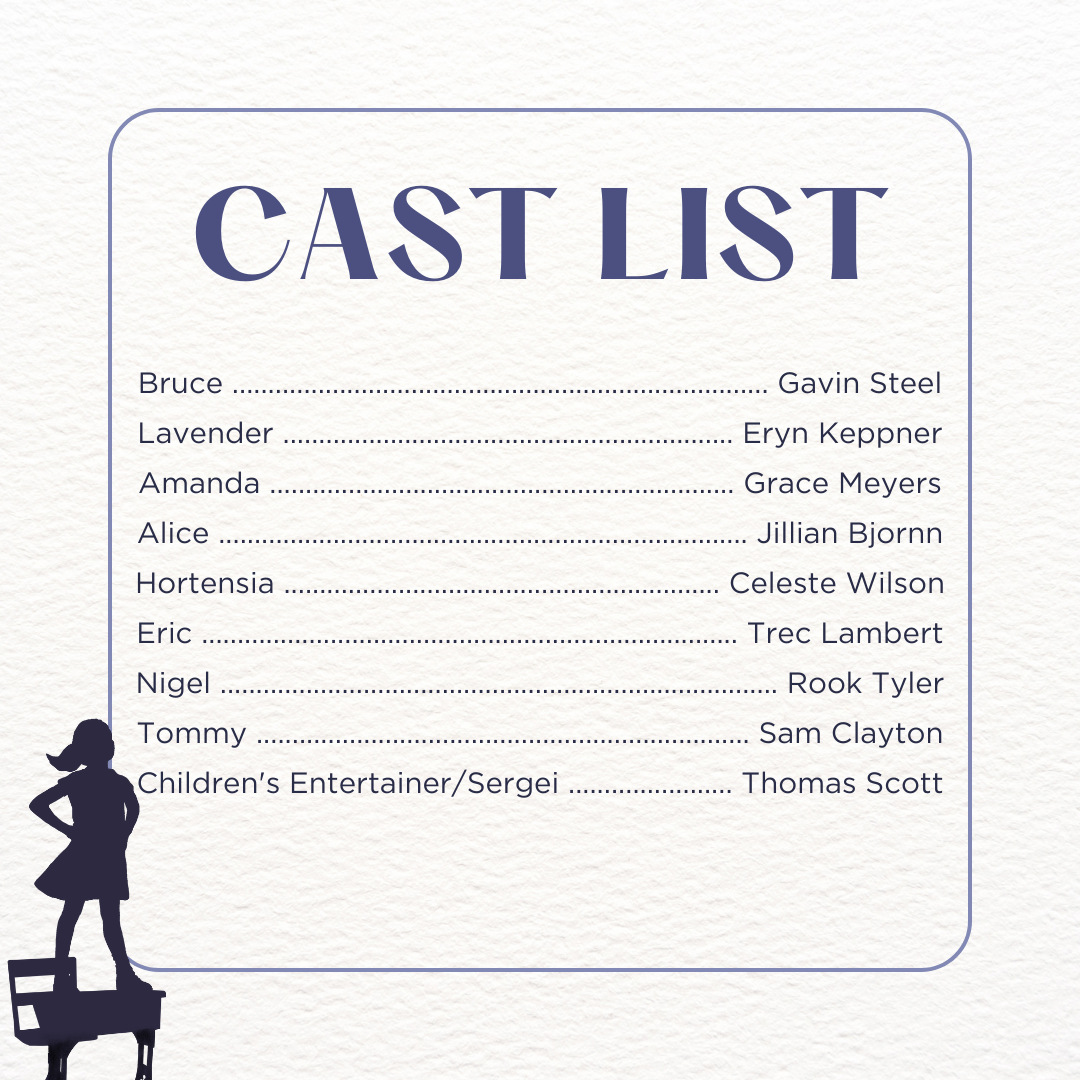 CAST LIST
Bruce ........................................................................... Gavin Steel
Lavender ............................................................... Eryn Keppner
Amanda ................................................................. Grace Meyers
Alice .......................................................................... Jillian Bjornn
Hortensia ............................................................. Celeste Wilson
Eric ........................................................................... Trec Lambert
Nigel .............................................................................. Rook Tyler
Tommy ..................................................................... Sam Clayton
Children's Entertainer/Sergei ....................... Thomas Scott